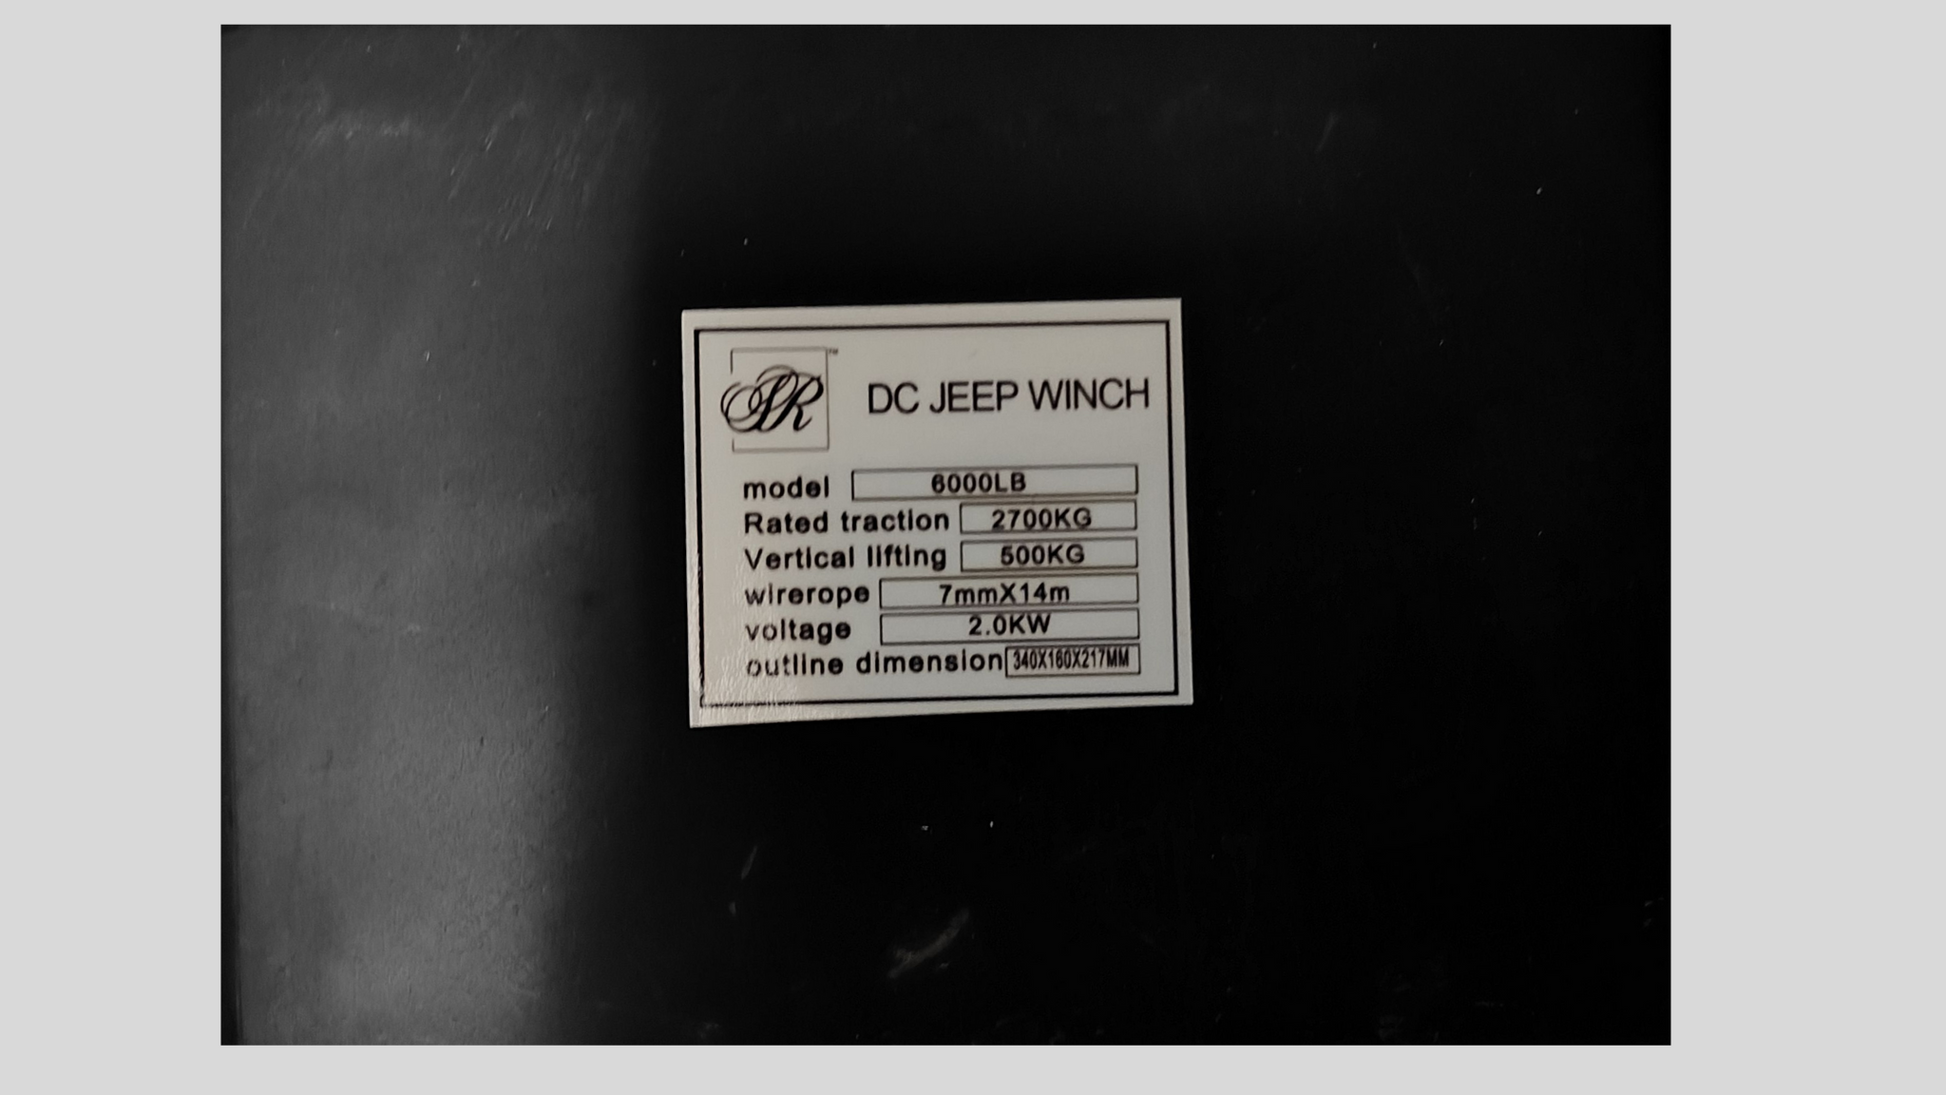 SR™
DC JEEP WINCH
model 6000LB
Rated traction 2700KG
Vertical lifting 500KG
wirerope 7mmX14m
voltage 2.0KW
outline dimension 340X160X217MM